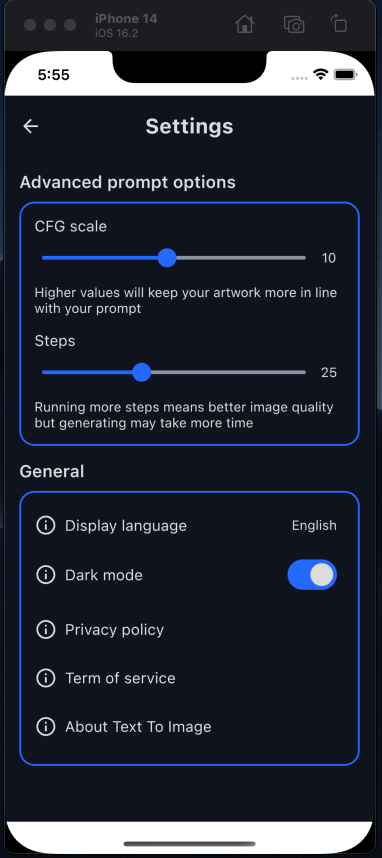 iPhone 14
iOS 16.2
5:55
Settings
Advanced prompt options
CFG scale
10
Higher values will keep your artwork more in line
with your prompt
Steps
25
Running more steps means better image quality
but generating may take more time
General
Display language English
Dark mode
Privacy policy
Term of service
About Text To Image